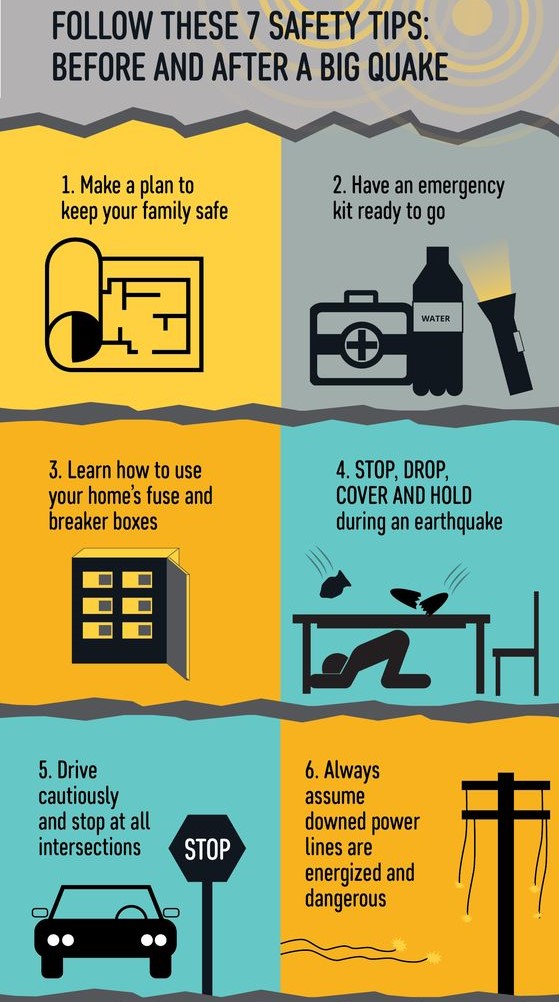 FOLLOW THESE 7 SAFETY TIPS:
BEFORE AND AFTER A BIG QUAKE
1. Make a plan to
keep your family safe
2. Have an emergency
kit ready to go
WATER
3. Learn how to use
your home's fuse and
breaker boxes
4. STOP, DROP,
COVER AND HOLD
during an earthquake
5. Drive
cautiously
and stop at all
intersections
STOP
6. Always
assume
downed power
lines are
energized and
dangerous